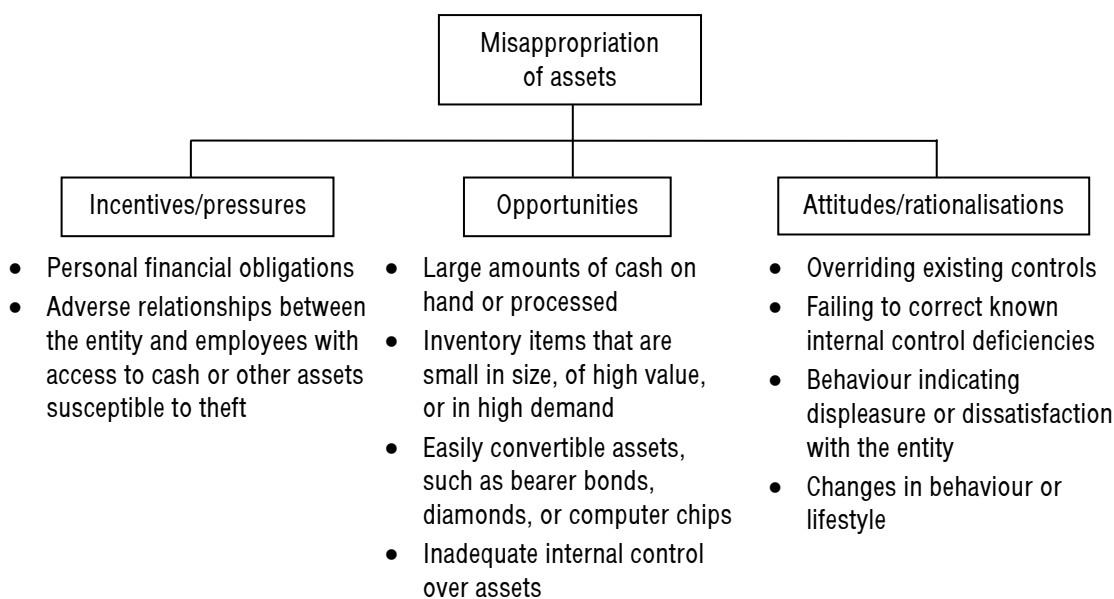 Misappropriation
of assets
Incentives/pressures
Opportunities
Attitudes/rationalisations
• Personal financial obligations
• Adverse relationships between
the entity and employees with
access to cash or other assets
susceptible to theft
• Large amounts of cash on
hand or processed
• Inventory items that are
small in size, of high value,
or in high demand
• Easily convertible assets,
such as bearer bonds,
diamonds, or computer chips
• Inadequate internal control
over assets
• Overriding existing controls
• Failing to correct known
internal control deficiencies
• Behaviour indicating
displeasure or dissatisfaction
with the entity
• Changes in behaviour or
lifestyle